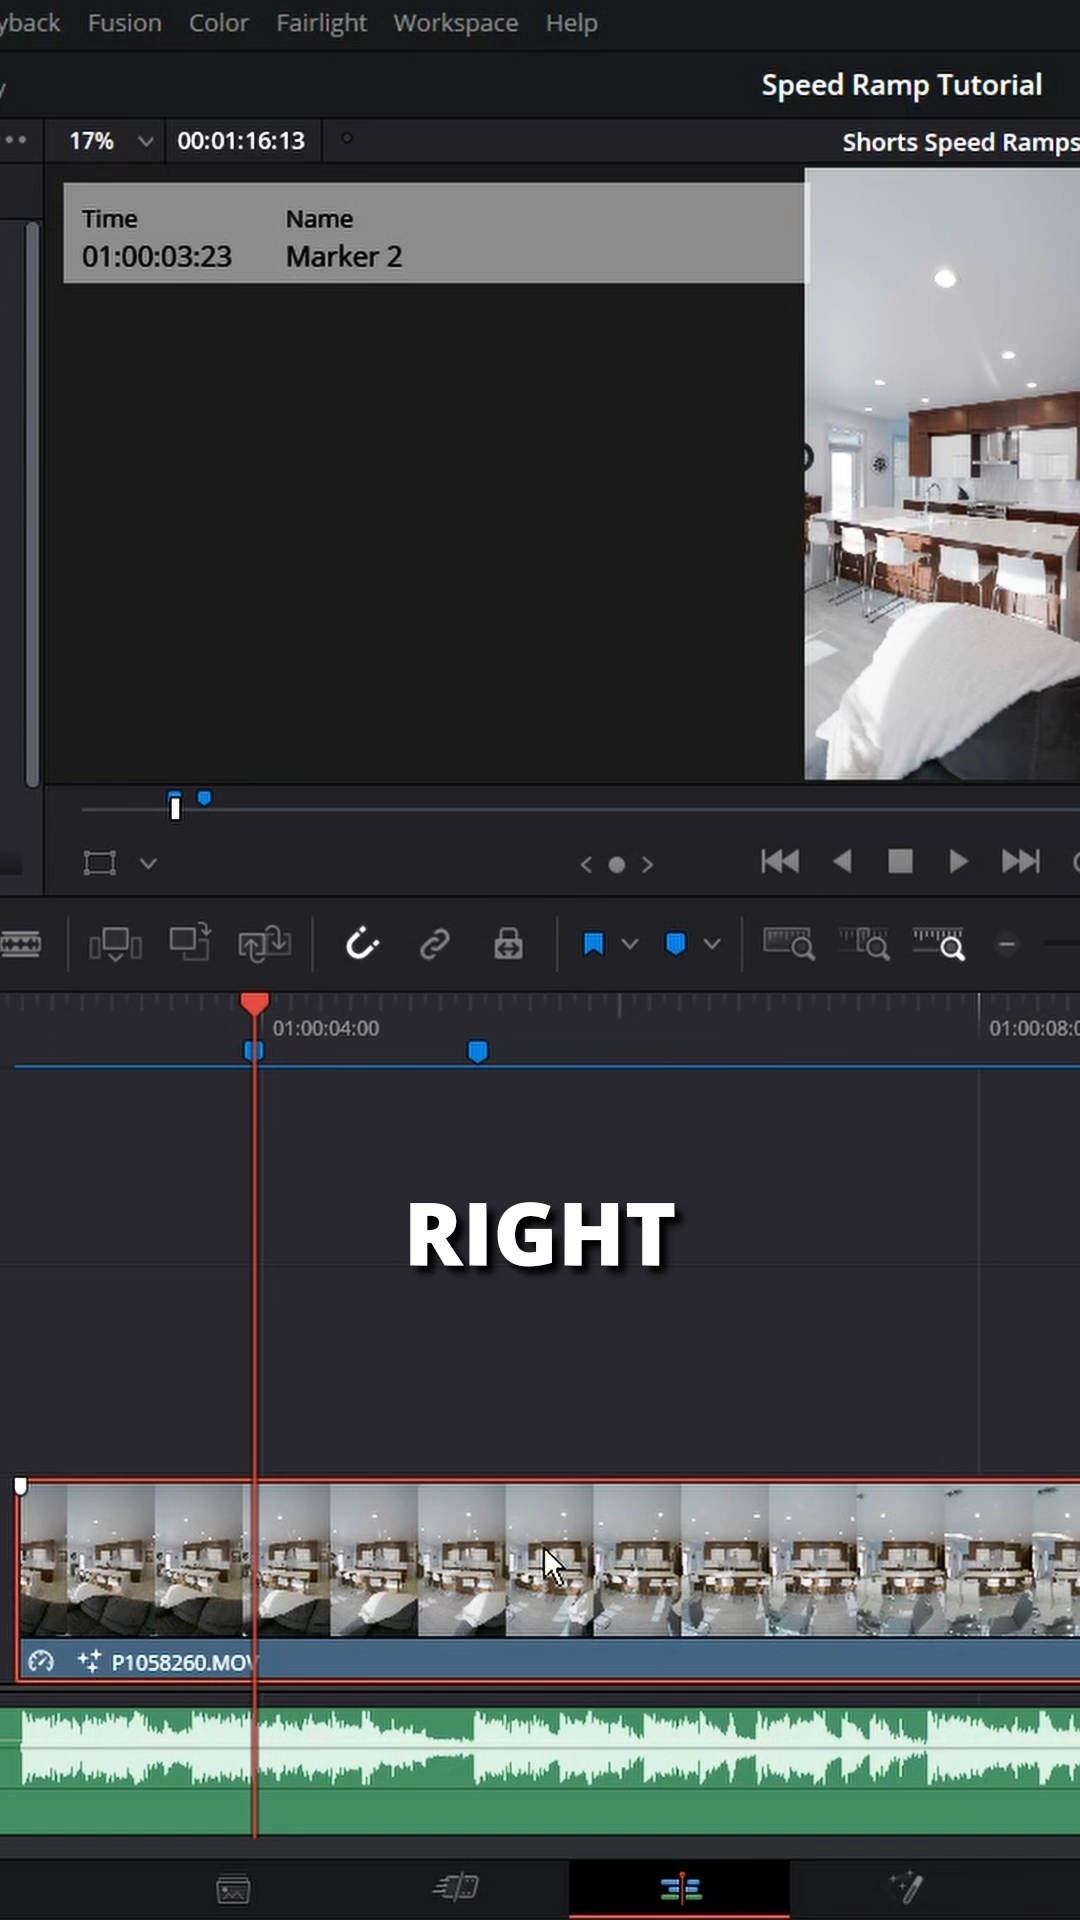 yback Fusion Color Fairlight Workspace Help
Speed Ramp Tutorial
17% 00:01:16:13 Shorts Speed Ramps
Time Name
01:00:03:23 Marker 2
01:00:04:00 01:00:08:0
RIGHT
P1058260.MOV